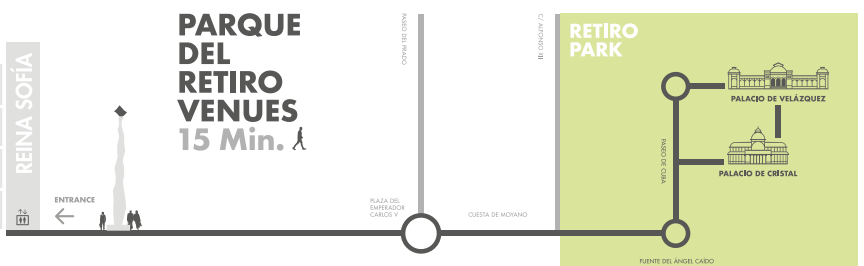 REINA SOFÍA
ENTRANCE
PARQUE
DEL
RETIRO
VENUES
15 Min.
PASEO DEL PRADO
PLAZA DEL
EMPERADOR
CARLOS V
CUESTA DE MOYANO
C/ ALFONSO XII
RETIRO
PARK
PALACIO DE VELÁZQUEZ
PASEO DE CUBA
PALACIO DE CRISTAL
FUENTE DEL ÁNGEL CAÍDO